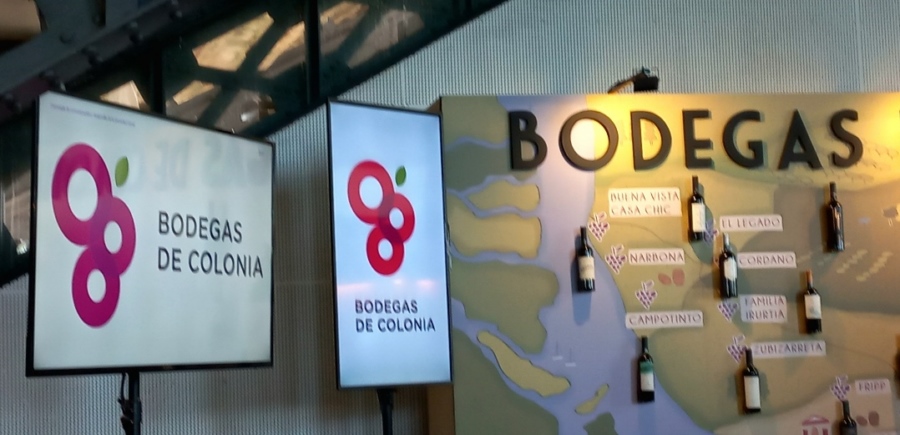 BODEGAS
DE COLONIA
BODEGAS
DE COLONIA
BODEGAS
BUENA VISTA
CASA CHIC
EL LEGADO
NARBONA
CORDANO
FAMILIA
IRURTIA
CAMPOTINTO
ZUBIZARRETA
FRIPP